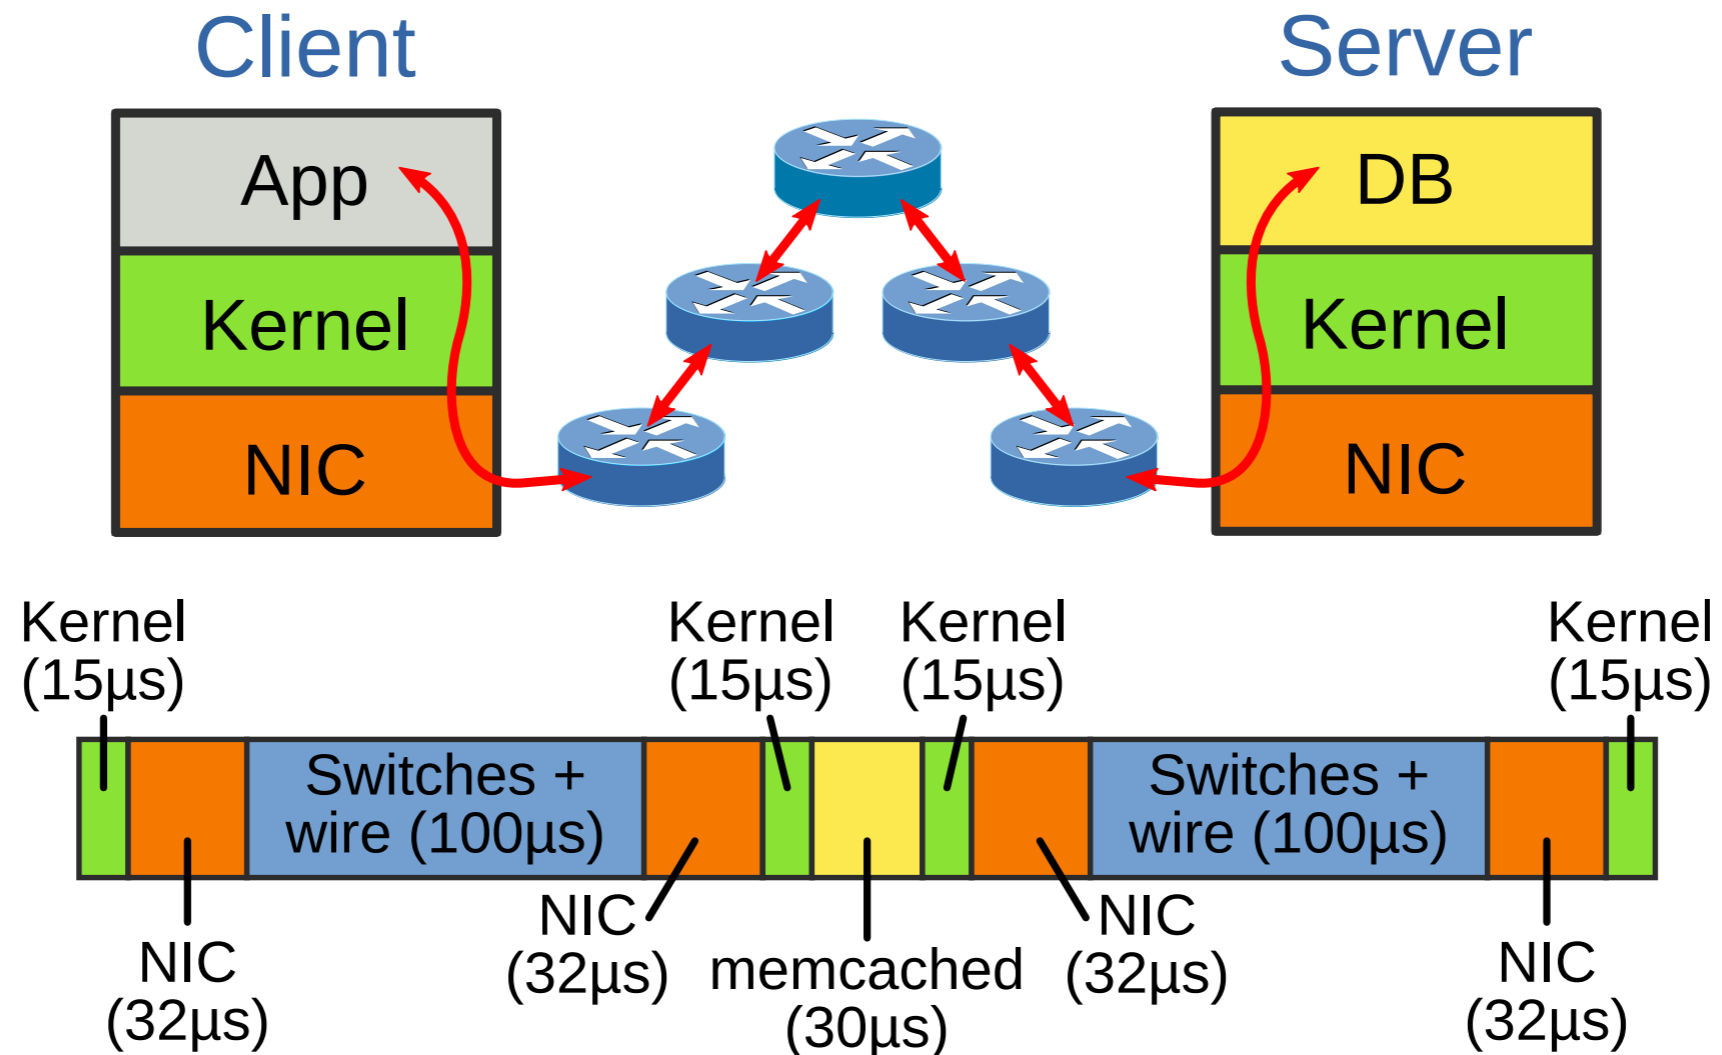 Client
Server
App
DB
Kernel
Kernel
NIC
NIC
Kernel
(15µs)
Kernel
(15µs)
Kernel
(15µs)
Kernel
(15µs)
Switches +
wire (100µs)
Switches +
wire (100µs)
NIC
(32µs)
NIC
(32µs)
memcached
(30µs)
NIC
(32µs)
NIC
(32µs)